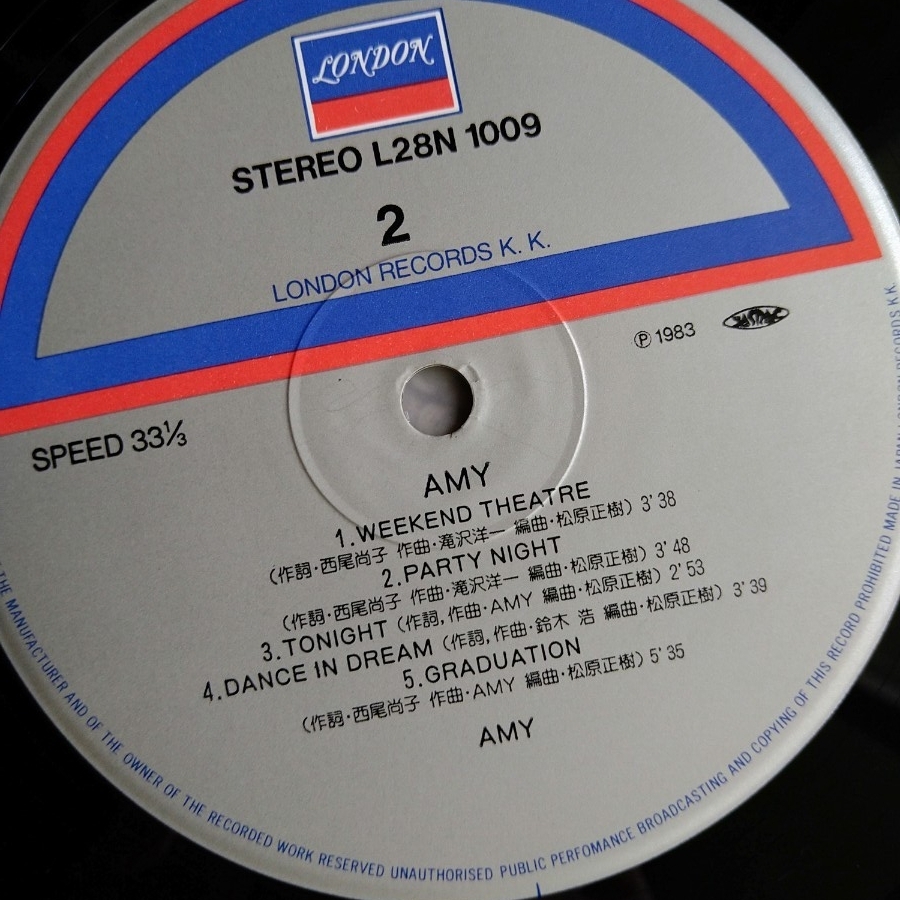 LONDON
STEREO L28N 1009
2
LONDON RECORDS K. K.
Ⓟ 1983
JASRAC
SPEED 33⅓
AMY
1.WEEKEND THEATRE
(作詞・西尾尚子 作曲・滝沢洋一 編曲・松原正樹) 3'38
2.PARTY NIGHT
(作詞・西尾尚子 作曲・滝沢洋一 編曲・松原正樹) 3'48
3.TONIGHT (作詞,作曲・AMY 編曲・松原正樹) 2'53
4.DANCE IN DREAM (作詞,作曲・鈴木 浩 編曲・松原正樹) 3'39
5.GRADUATION
(作詞・西尾尚子 作曲・AMY 編曲・松原正樹) 5'35
AMY
THE MANUFACTURER AND OF THE OWNER OF THE RECORDED WORK RESERVED UNAUTHORISED PUBLIC PERFOMANCE BROADCASTING AND COPYING OF THIS RECORD PROHIBITED MADE IN JAPAN RECORDS K.K.